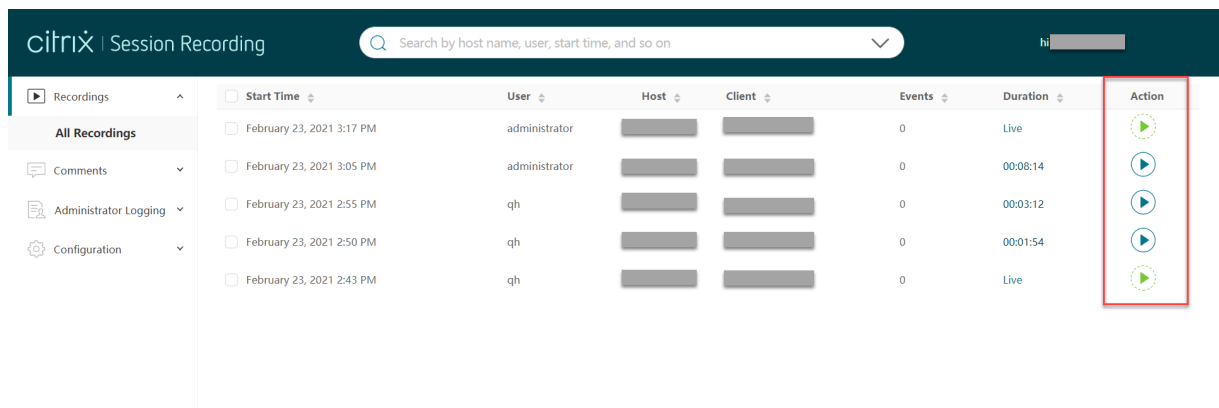 citrix | Session Recording
Search by host name, user, start time, and so on
hi
Recordings
All Recordings
Comments
Administrator Logging
Configuration
Start Time User Host Client Events Duration Action
February 23, 2021 3:17 PM administrator 0 Live
February 23, 2021 3:05 PM administrator 0 00:08:14
February 23, 2021 2:55 PM qh 0 00:03:12
February 23, 2021 2:50 PM qh 0 00:01:54
February 23, 2021 2:43 PM qh 0 Live